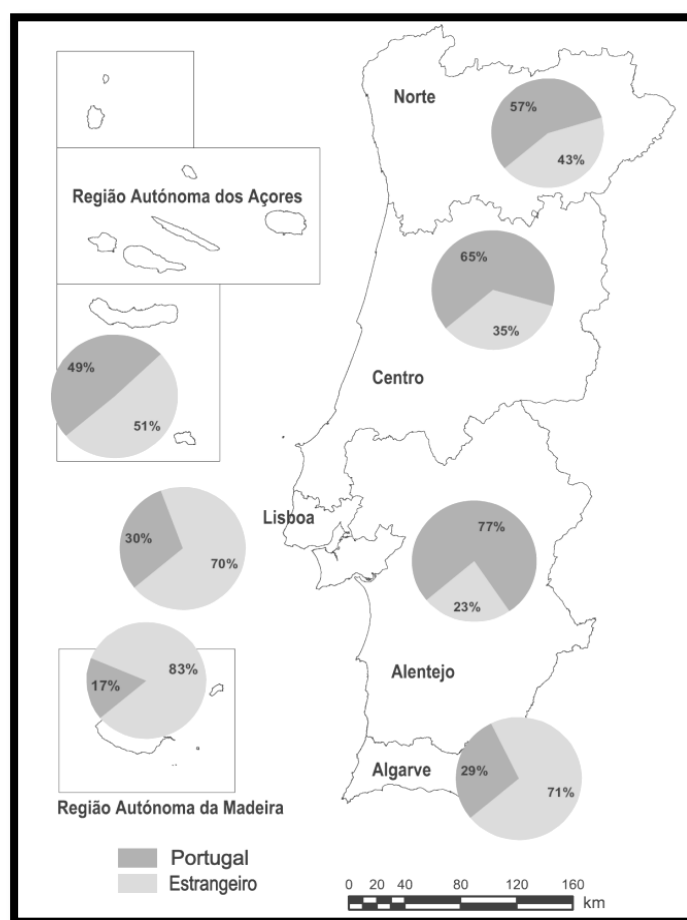 Norte
57%
43%
Região Autónoma dos Açores
65%
35%
Centro
49%
51%
Lisboa
30%
70%
77%
23%
Alentejo
83%
17%
Algarve
29%
71%
Região Autónoma da Madeira
Portugal
Estrangeiro
0 20 40 80 120 160
km